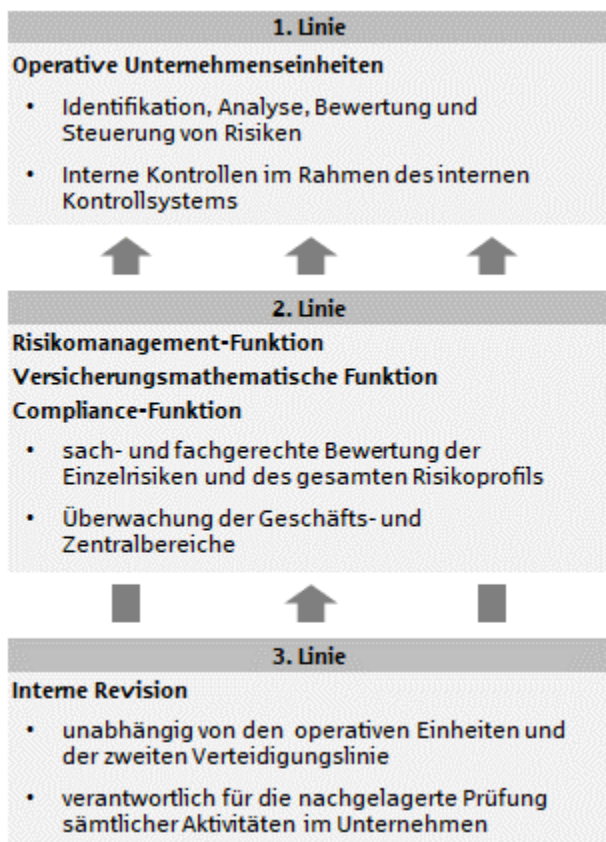 1. Linie
Operative Unternehmenseinheiten
• Identifikation, Analyse, Bewertung und
Steuerung von Risiken
• Interne Kontrollen im Rahmen des internen
Kontrollsystems
2. Linie
Risikomanagement-Funktion
Versicherungsmathematische Funktion
Compliance-Funktion
• sach- und fachgerechte Bewertung der
Einzelrisiken und des gesamten Risikoprofils
• Überwachung der Geschäfts- und
Zentralbereiche
3. Linie
Interne Revision
• unabhängig von den operativen Einheiten und
der zweiten Verteidigungslinie
• verantwortlich für die nachgelagerte Prüfung
sämtlicher Aktivitäten im Unternehmen